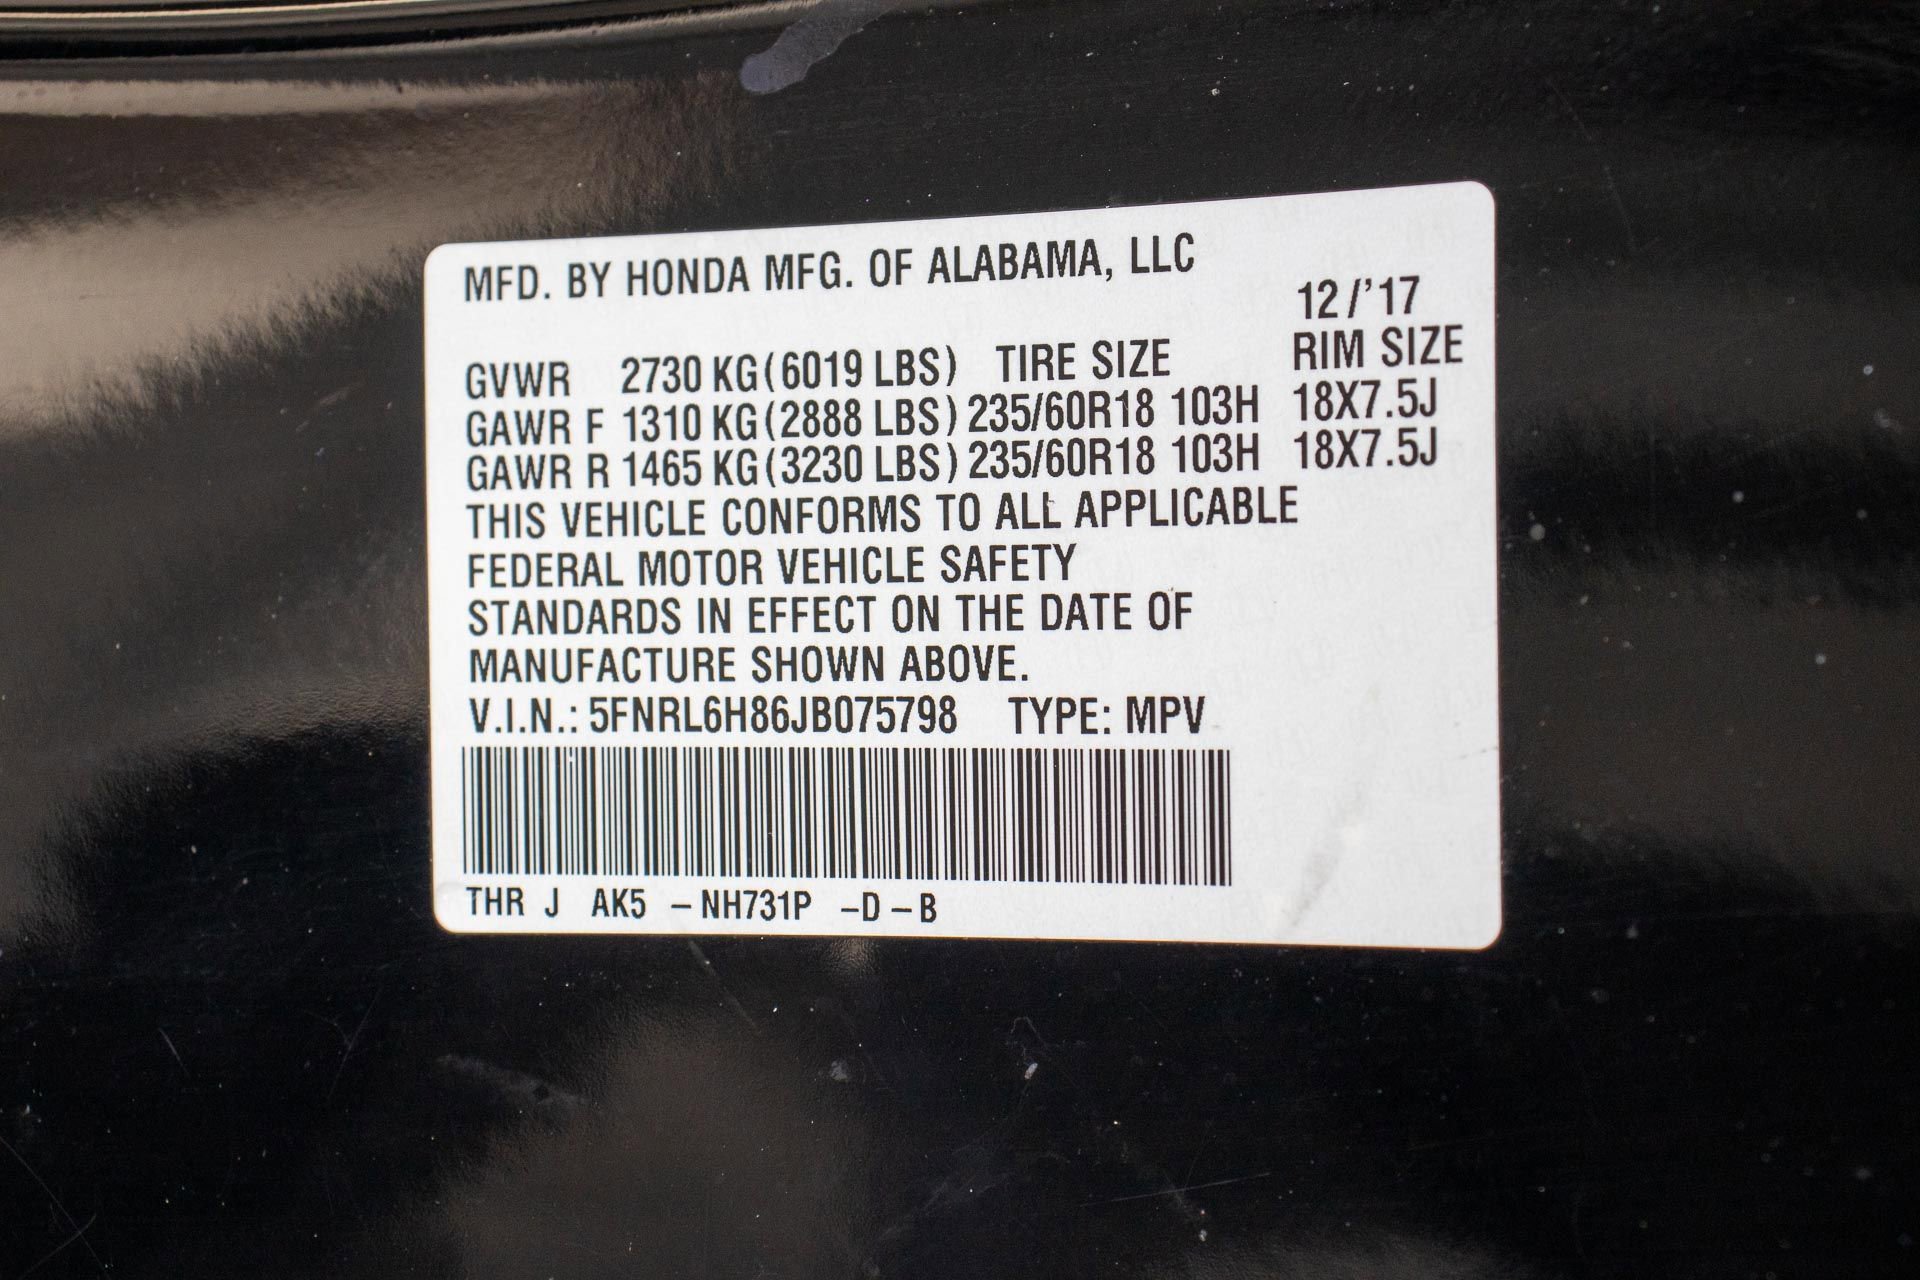 MFD. BY HONDA MFG. OF ALABAMA, LLC
12/'17
GVWR 2730 KG(6019 LBS) TIRE SIZE RIM SIZE
GAWR F 1310 KG(2888 LBS) 235/60R18 103H 18X7.5J
GAWR R 1465 KG(3230 LBS) 235/60R18 103H 18X7.5J
THIS VEHICLE CONFORMS TO ALL APPLICABLE
FEDERAL MOTOR VEHICLE SAFETY
STANDARDS IN EFFECT ON THE DATE OF
MANUFACTURE SHOWN ABOVE.
V.I.N.: 5FNRL6H86JB075798 TYPE: MPV
THR J AK5 -NH731P -D-B